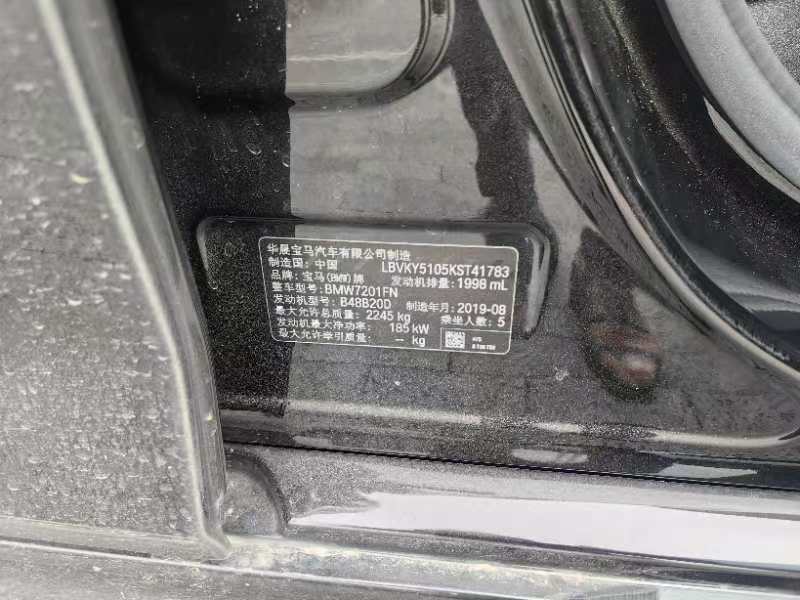 华晟宝马汽车有限公司制造
制造国: 中国 LBVKY5105KST41783
品牌: 宝马(BMW)牌 发动机排量: 1998 mL
整车型号: BMW7201FN
发动机型号: B48B20D 制造年月: 2019-08
最大允许总质量: 2245 kg 乘坐人数: 5
发动机最大净功率: 185 kW
最大允许牵引质量: -- kg